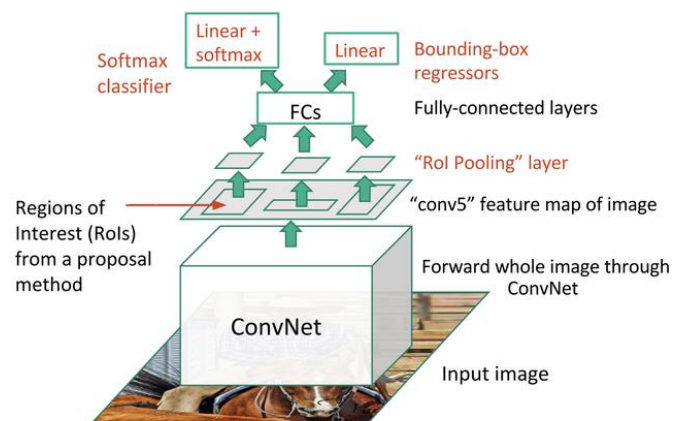 Linear +
softmax
Linear
Softmax
classifier
Bounding-box
regressors
FCs
Fully-connected layers
“RoI Pooling” layer
Regions of
Interest (RoIs)
from a proposal
method
“conv5” feature map of image
Forward whole image through
ConvNet
ConvNet
Input image